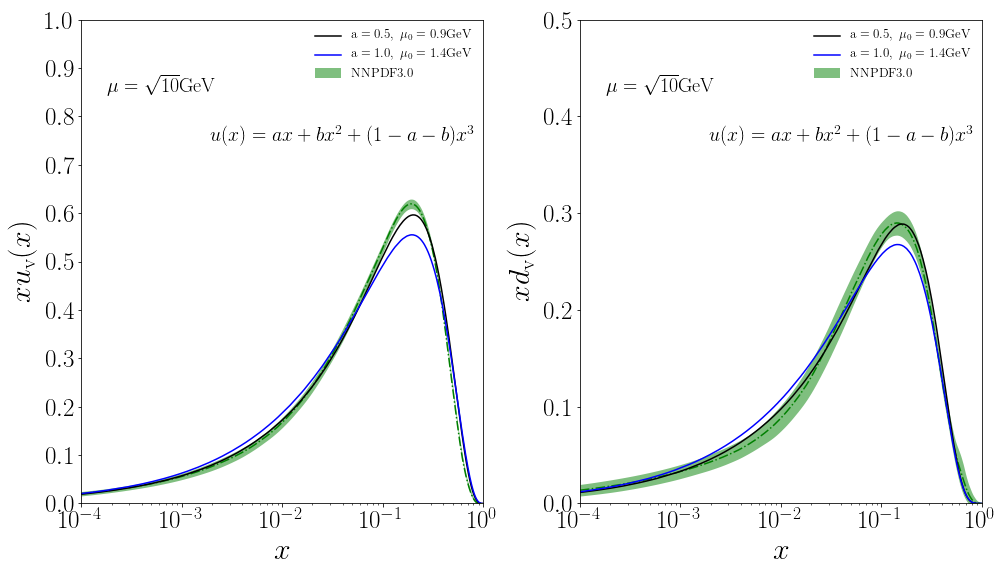 1.0
0.9
0.8
0.7
0.6
0.5
0.4
0.3
0.2
0.1
0.0
xu_V(x)
a = 0.5, μ_0 = 0.9GeV
a = 1.0, μ_0 = 1.4GeV
NNPDF3.0
μ = √10GeV
u(x) = ax + bx^2 + (1 − a − b)x^3
10^−4
10^−3
10^−2
10^−1
10^0
x
0.5
0.4
0.3
0.2
0.1
0.0
xd_V(x)
a = 0.5, μ_0 = 0.9GeV
a = 1.0, μ_0 = 1.4GeV
NNPDF3.0
μ = √10GeV
u(x) = ax + bx^2 + (1 − a − b)x^3
10^−4
10^−3
10^−2
10^−1
10^0
x